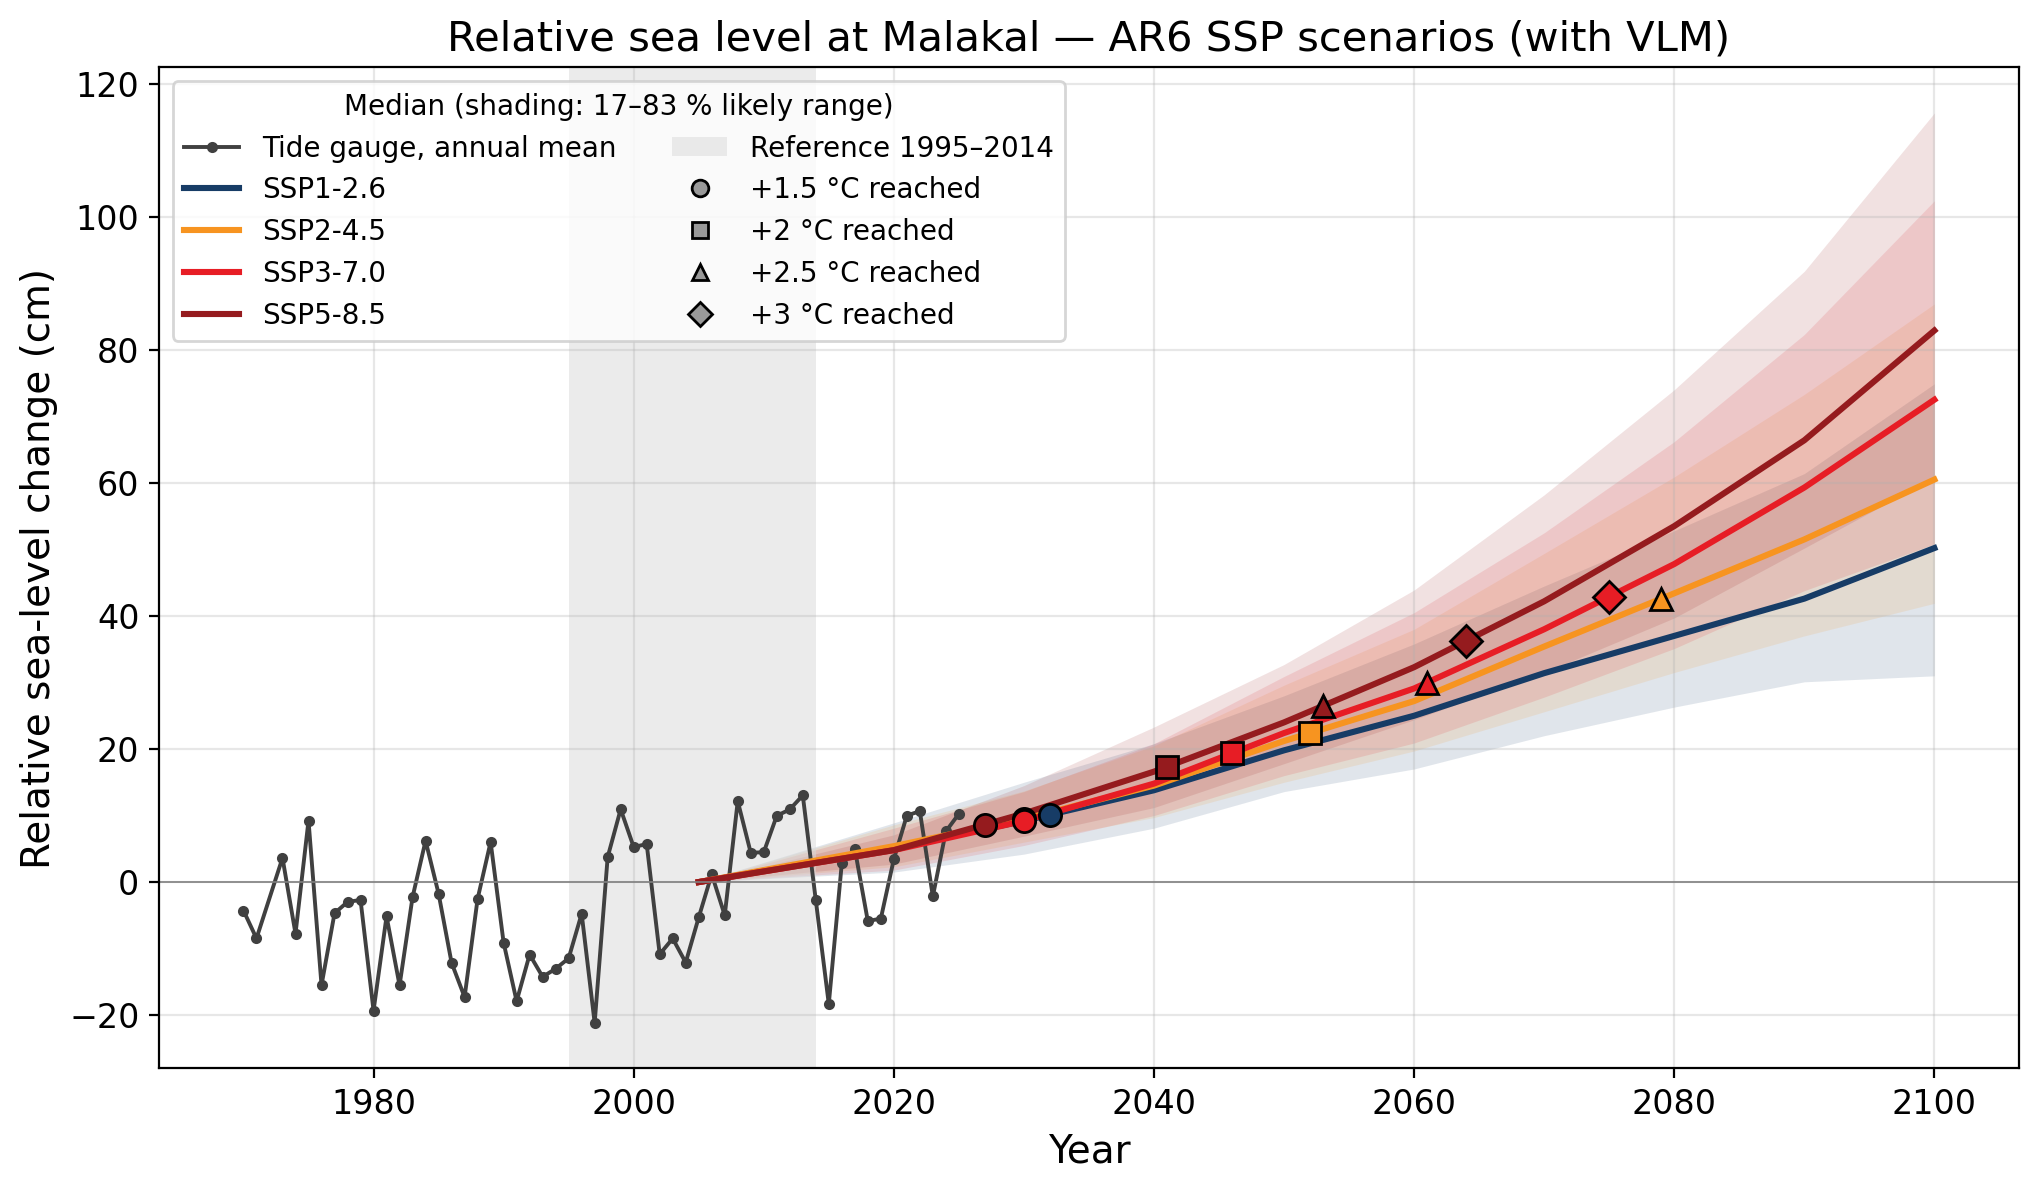 Relative sea level at Malakal — AR6 SSP scenarios (with VLM)
Relative sea-level change (cm)
120
100
80
60
40
20
0
−20
Median (shading: 17–83 % likely range)
Tide gauge, annual mean
SSP1-2.6
SSP2-4.5
SSP3-7.0
SSP5-8.5
Reference 1995–2014
+1.5 °C reached
+2 °C reached
+2.5 °C reached
+3 °C reached
1980 2000 2020 2040 2060 2080 2100
Year